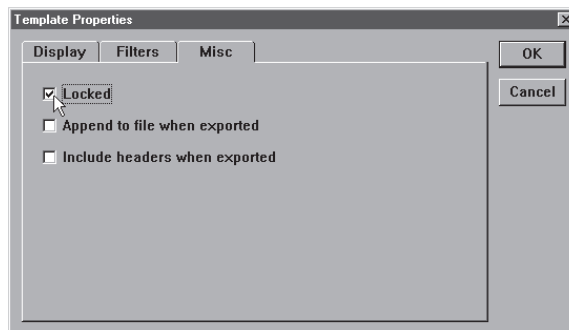 Template Properties
Display Filters Misc
OK
Locked
Cancel
Append to file when exported
Include headers when exported